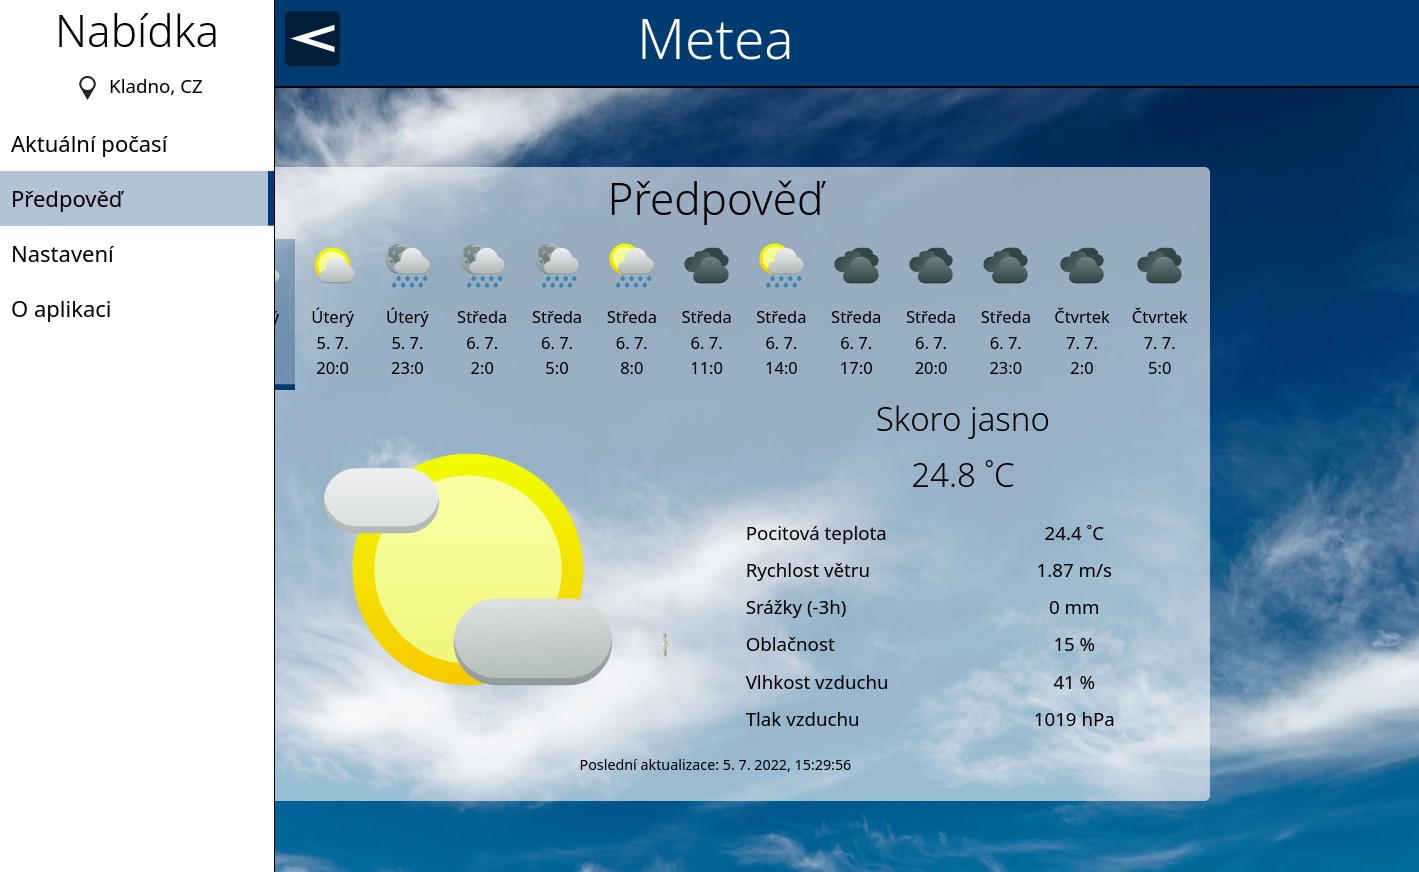 Nabídka
Kladno, CZ
Aktuální počasí
Předpověď
Nastavení
O aplikaci
Metea
Předpověď
Úterý Úterý Středa Středa Středa Středa Středa Středa Středa Středa Čtvrtek Čtvrtek
5. 7. 5. 7. 6. 7. 6. 7. 6. 7. 6. 7. 6. 7. 6. 7. 6. 7. 6. 7. 7. 7. 7. 7.
20:0 23:0 2:0 5:0 8:0 11:0 14:0 17:0 20:0 23:0 2:0 5:0
Skoro jasno
24.8 °C
Pocitová teplota 24.4 °C
Rychlost větru 1.87 m/s
Srážky (-3h) 0 mm
Oblačnost 15 %
Vlhkost vzduchu 41 %
Tlak vzduchu 1019 hPa
Poslední aktualizace: 5. 7. 2022, 15:29:56